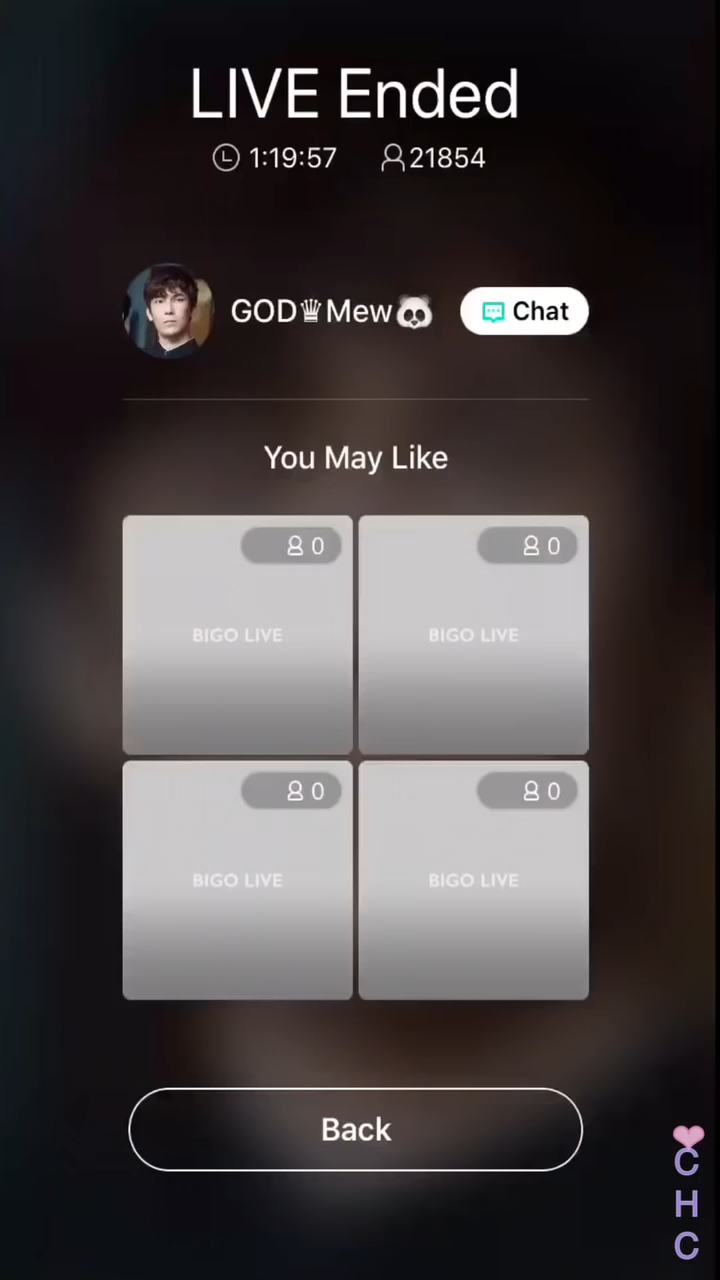 LIVE Ended
1:19:57 21854
GOD♛Mew🐼 Chat
You May Like
0 0
BIGO LIVE BIGO LIVE
0 0
BIGO LIVE BIGO LIVE
Back
C
H
C